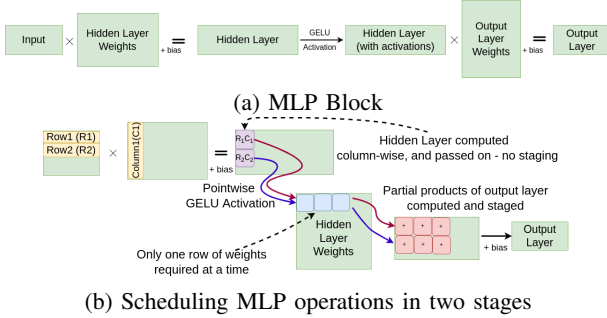 Input
×
Hidden Layer
Weights
+ bias
=
Hidden Layer
GELU
Activation
Hidden Layer
(with activations)
×
Output
Layer
Weights
+ bias
=
Output
Layer
(a) MLP Block
Row1 (R1)
Row2 (R2)
×
Column1(C1)
+ bias
=
R1C1
R2C2
Hidden Layer computed
column-wise, and passed on - no staging
Pointwise
GELU Activation
Partial products of output layer
computed and staged
Hidden
Layer
Weights
+ + +
+ + +
+ bias
Output
Layer
Only one row of weights
required at a time
(b) Scheduling MLP operations in two stages